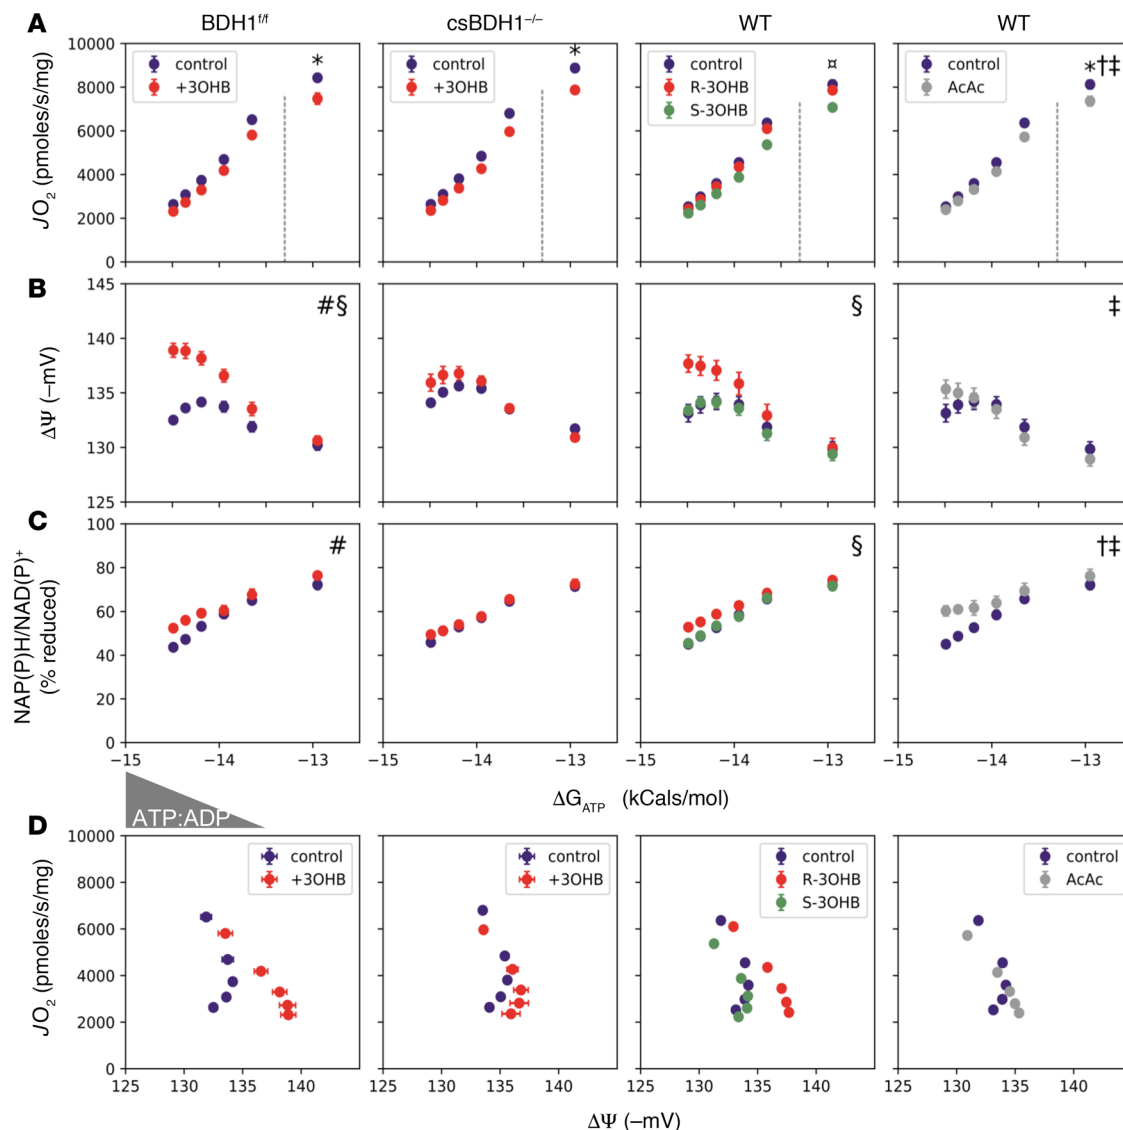 A
BDH1f/f
csBDH1–/–
WT
WT
JO2 (pmoles/s/mg)
10000
8000
6000
4000
2000
0
control
+3OHB
*
control
+3OHB
*
control
R-3OHB
S-3OHB
¤
control
AcAc
*†‡
B
ΔΨ (–mV)
145
140
135
130
125
#§
§
‡
C
NAP(P)H/NAD(P)+
(% reduced)
100
80
60
40
20
0
#
§
†‡
−15 −14 −13
−15 −14 −13
−15 −14 −13
−15 −14 −13
ΔGATP (kCals/mol)
ATP:ADP
D
JO2 (pmoles/s/mg)
10000
8000
6000
4000
2000
0
control
+3OHB
control
+3OHB
control
R-3OHB
S-3OHB
control
AcAc
125 130 135 140
125 130 135 140
125 130 135 140
125 130 135 140
ΔΨ (–mV)